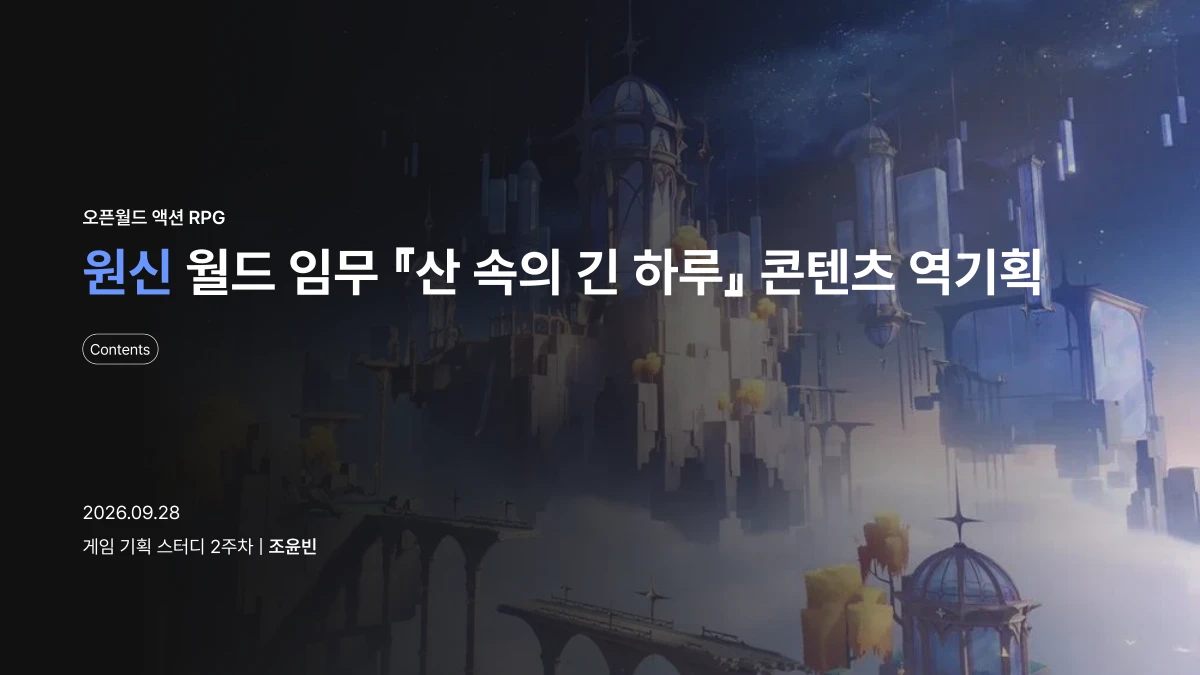 오픈월드 액션 RPG
원신 월드 임무 『산 속의 긴 하루』 콘텐츠 역기획
Contents
2026.09.28
게임 기획 스터디 2주차 | 조윤빈